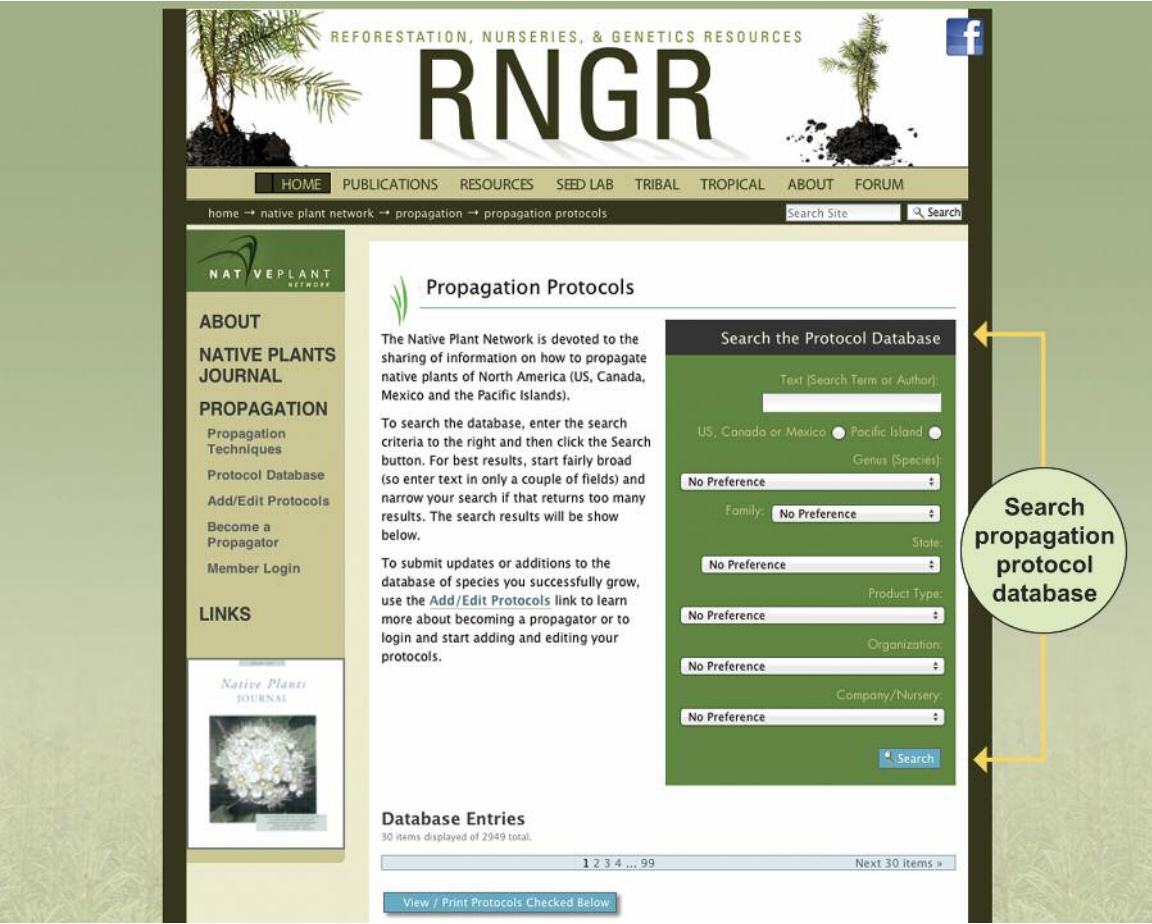 REFORESTATION, NURSERIES, & GENETICS RESOURCES
RNGR
f
HOME PUBLICATIONS RESOURCES SEED LAB TRIBAL TROPICAL ABOUT FORUM
home → native plant network → propagation → propagation protocols
Search Site
Search
NATIVEPLANT
NETWORK
ABOUT
NATIVE PLANTS
JOURNAL
PROPAGATION
Propagation
Techniques
Protocol Database
Add/Edit Protocols
Become a
Propagator
Member Login
LINKS
Native Plants
JOURNAL
Propagation Protocols
The Native Plant Network is devoted to the
sharing of information on how to propagate
native plants of North America (US, Canada,
Mexico and the Pacific Islands).
To search the database, enter the search
criteria to the right and then click the Search
button. For best results, start fairly broad
(so enter text in only a couple of fields) and
narrow your search if that returns too many
results. The search results will be show
below.
To submit updates or additions to the
database of species you successfully grow,
use the Add/Edit Protocols link to learn
more about becoming a propagator or to
login and start adding and editing your
protocols.
Search the Protocol Database
Text (Search Term or Author):
US, Canada or Mexico Pacific Island
Genus (Species):
No Preference
Family: No Preference
State:
No Preference
Product Type:
No Preference
Organization:
No Preference
Company/Nursery:
No Preference
Search
Search
propagation
protocol
database
Database Entries
30 items displayed of 2949 total.
1 2 3 4 ... 99 Next 30 items »
View / Print Protocols Checked Below